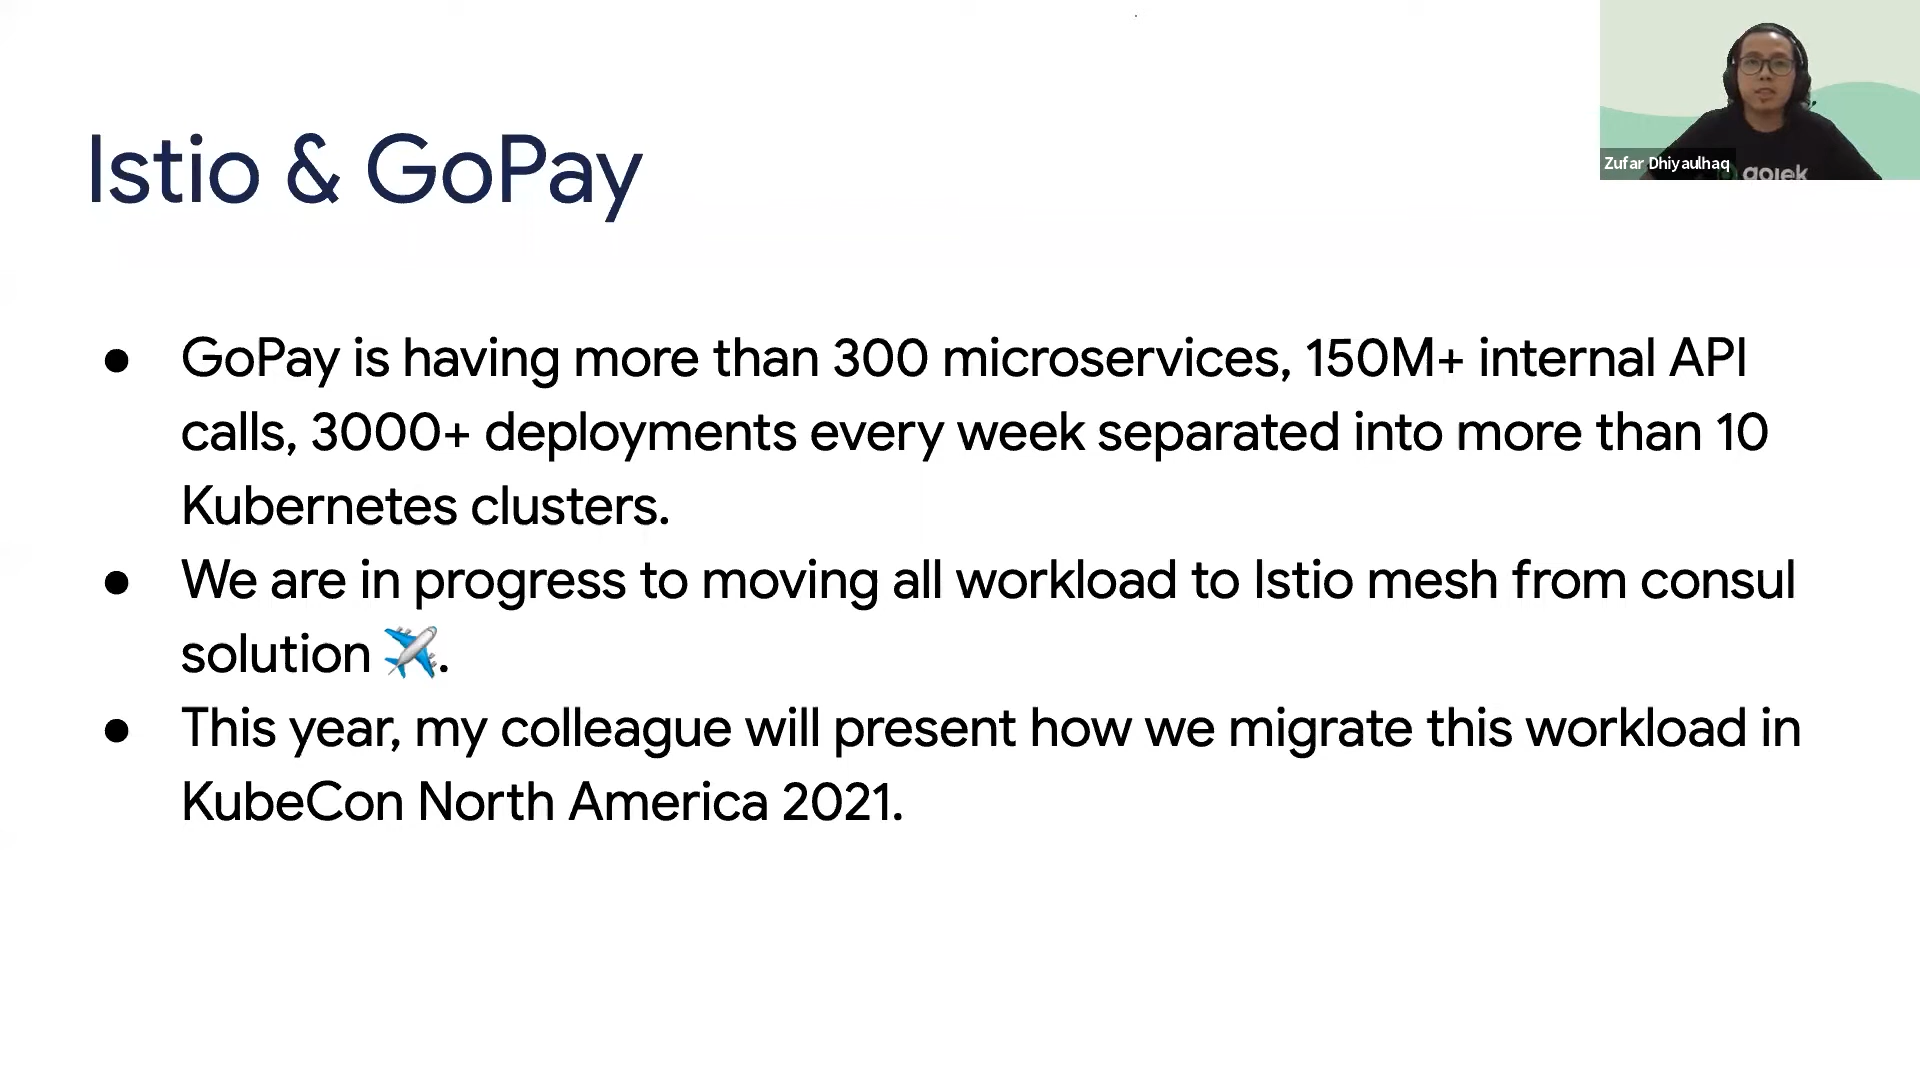 Istio & GoPay
Zufar Dhiyaulhaq
gojek
● GoPay is having more than 300 microservices, 150M+ internal API
calls, 3000+ deployments every week separated into more than 10
Kubernetes clusters.
● We are in progress to moving all workload to Istio mesh from consul
solution ✈️.
● This year, my colleague will present how we migrate this workload in
KubeCon North America 2021.